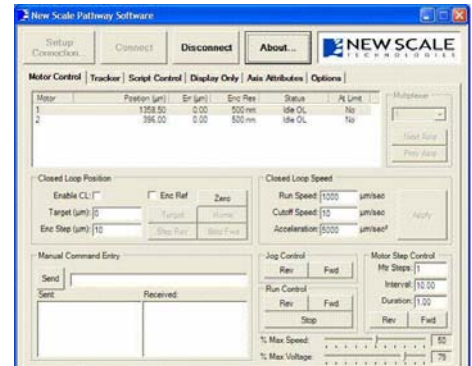 New Scale Pathway Software
Setup Connection... Connect Disconnect About... NEW SCALE
TECHNOLOGIES
Motor Control Tracker Script Control Display Only Axis Attributes Options
Motor Position (µm) Err (µm) Enc Res Status At Limit Multiplexer
1 1358.50 0.00 500 nm Idle OL No
2 396.00 0.00 500 nm Idle OL No
1
Next Axis
Prev Axis
Closed Loop Position Closed Loop Speed
Enable CL: Enc Ref Zero Run Speed: 1000 µm/sec
Target (µm): 0 Target Home Cutoff Speed: 10 µm/sec Apply
Enc Step (µm): 10 Step Rev Step Fwd Acceleration: 5000 µm/sec²
Manual Command Entry Jog Control Motor Step Control
Send Rev Fwd Mtr Steps: 1
Sent: Received: Run Control Interval: 10.00
Rev Fwd Duration: 1.00
Stop Rev Fwd
% Max Speed: 50
% Max Voltage: 75